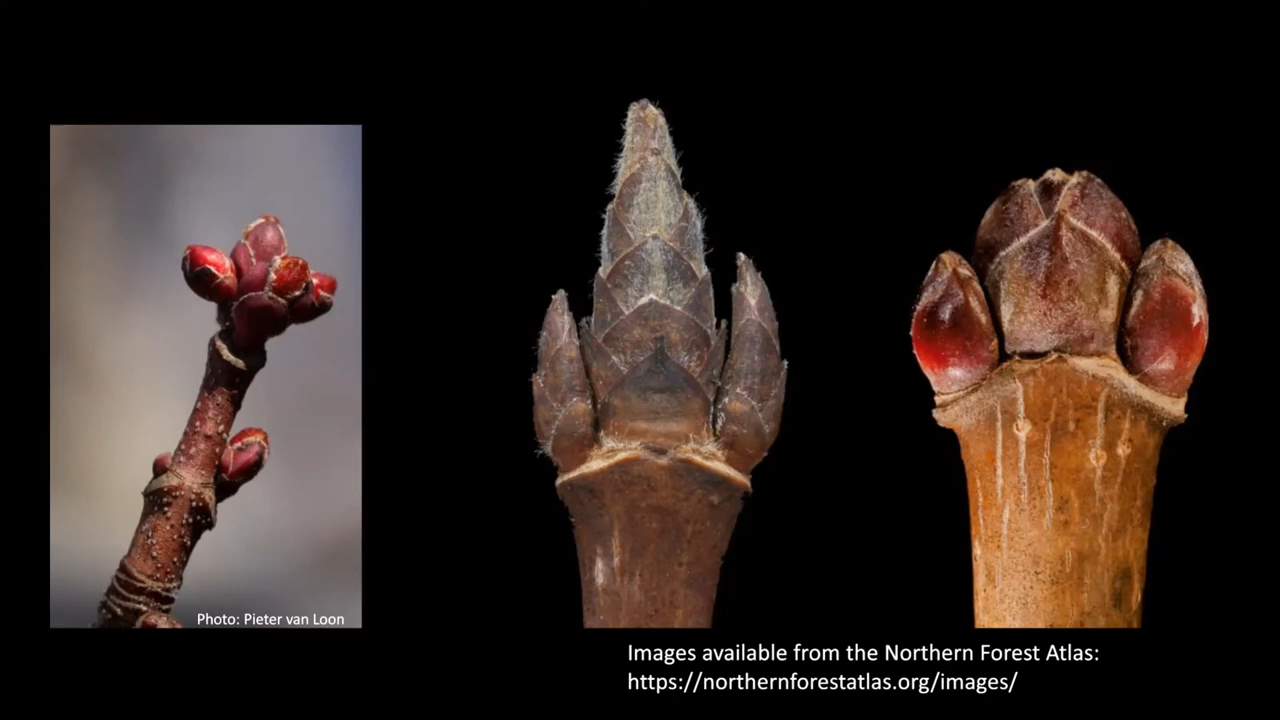 Photo: Pieter van Loon
Images available from the Northern Forest Atlas:
https://northernforestatlas.org/images/